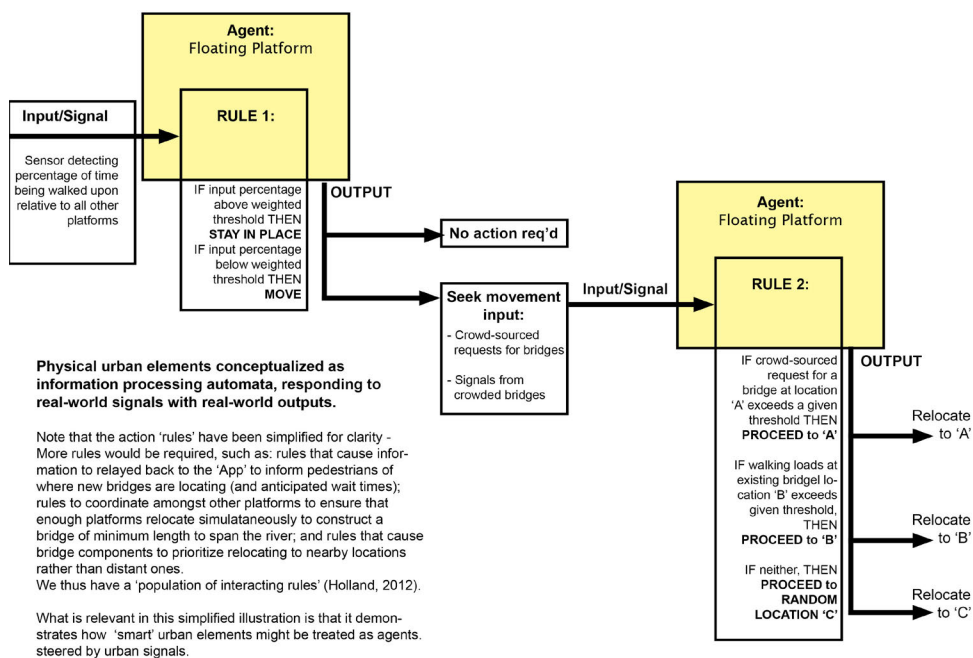 Agent:
Floating Platform
Input/Signal
RULE 1:
Sensor detecting
percentage of time
being walked upon
relative to all other
platforms
IF input percentage
above weighted
threshold THEN
STAY IN PLACE
IF input percentage
below weighted
threshold THEN
MOVE
OUTPUT
No action req'd
Seek movement
input:
- Crowd-sourced
requests for bridges
- Signals from
crowded bridges
Input/Signal
Agent:
Floating Platform
RULE 2:
IF crowd-sourced
request for a
bridge at location
'A' exceeds a given
threshold THEN
PROCEED to 'A'
IF walking loads at
existing bridgel lo-
cation 'B' exceeds
given threshold,
THEN
PROCEED to 'B'
IF neither, THEN
PROCEED to
RANDOM
LOCATION 'C'
OUTPUT
Relocate
to 'A'
Relocate
to 'B'
Relocate
to 'C'
Physical urban elements conceptualized as
information processing automata, responding to
real-world signals with real-world outputs.
Note that the action 'rules' have been simplified for clarity -
More rules would be required, such as: rules that cause infor-
mation to relayed back to the 'App' to inform pedestrians of
where new bridges are locating (and anticipated wait times);
rules to coordinate amongst other platforms to ensure that
enough platforms relocate simulataneously to construct a
bridge of minimum length to span the river; and rules that cause
bridge components to prioritize relocating to nearby locations
rather than distant ones.
We thus have a 'population of interacting rules' (Holland, 2012).
What is relevant in this simplified illustration is that it demon-
strates how 'smart' urban elements might be treated as agents.
steered by urban signals.